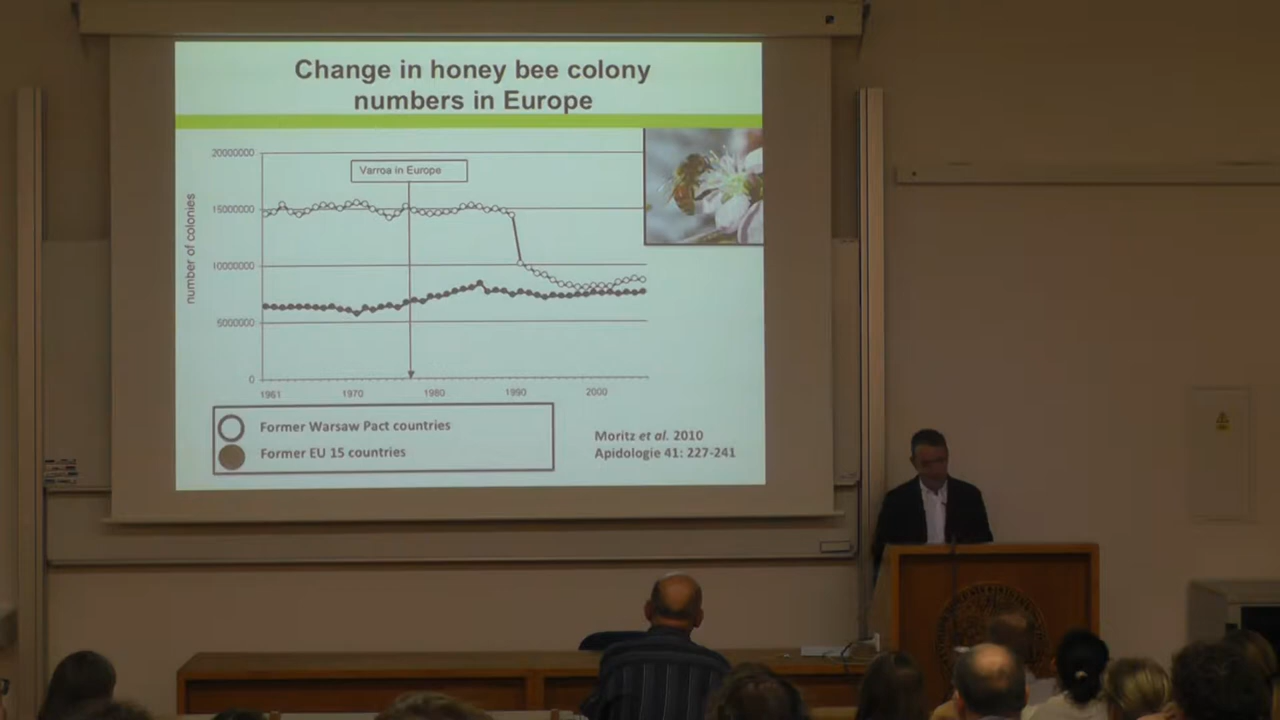 Change in honey bee colony
numbers in Europe
20000000
Varroa in Europe
15000000
number of colonies
10000000
5000000
0
1961 1970 1980 1990 2000
Former Warsaw Pact countries
Former EU 15 countries
Moritz et al. 2010
Apidologie 41: 227-241